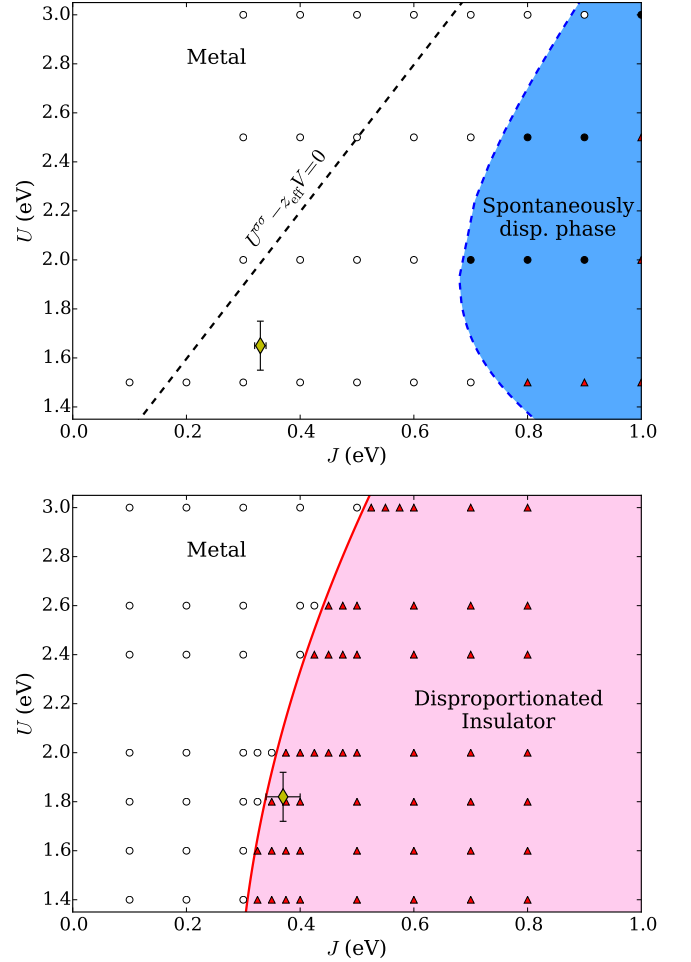 3.0
2.8
2.6
2.4
2.2
2.0
1.8
1.6
1.4
U (eV)
Metal
U^{σσ} − z_{eff}V=0
Spontaneously
disp. phase
0.0 0.2 0.4 0.6 0.8 1.0
J (eV)
3.0
2.8
2.6
2.4
2.2
2.0
1.8
1.6
1.4
U (eV)
Metal
Disproportionated
Insulator
0.0 0.2 0.4 0.6 0.8 1.0
J (eV)